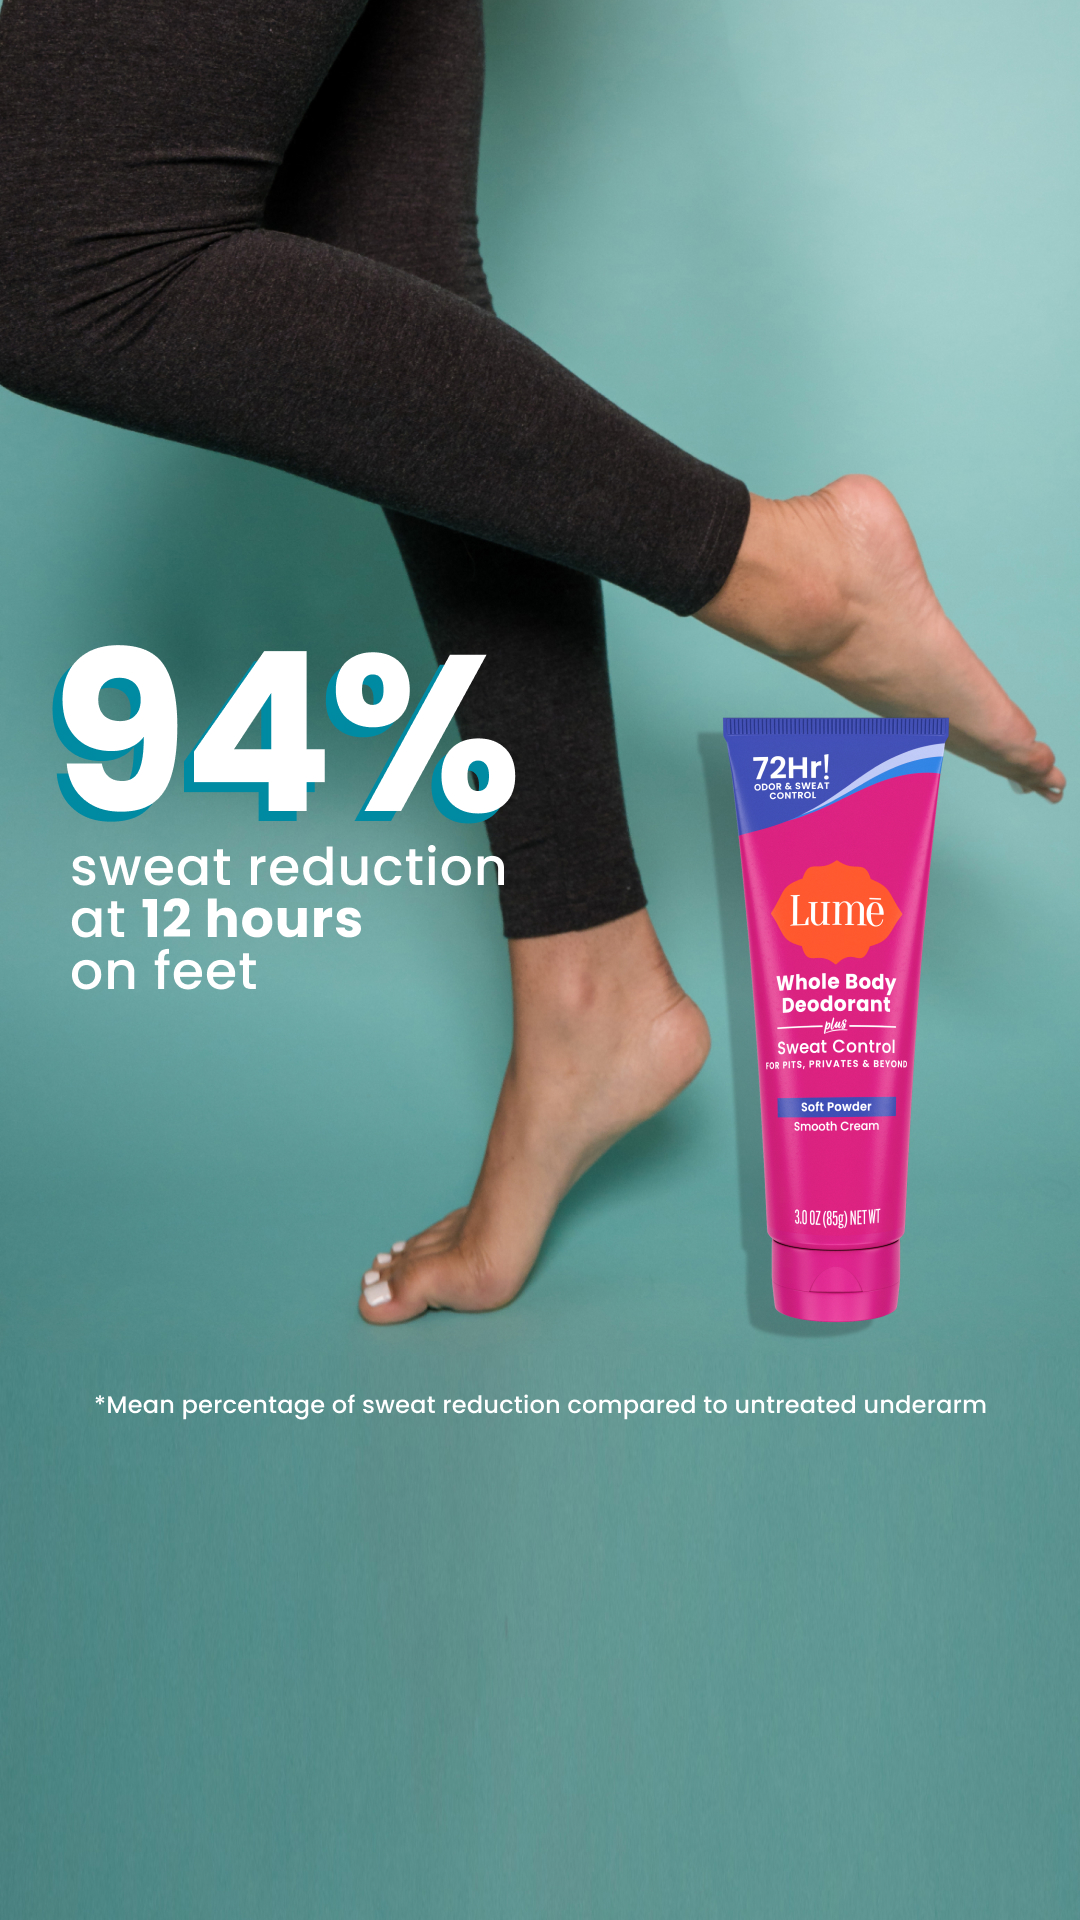 94%
sweat reduction
at 12 hours
on feet
72Hr!
ODOR & SWEAT
CONTROL
Lumē
Whole Body
Deodorant
plus
Sweat Control
FOR PITS, PRIVATES & BEYOND
Soft Powder
Smooth Cream
3.0 OZ (85g) NET WT
*Mean percentage of sweat reduction compared to untreated underarm